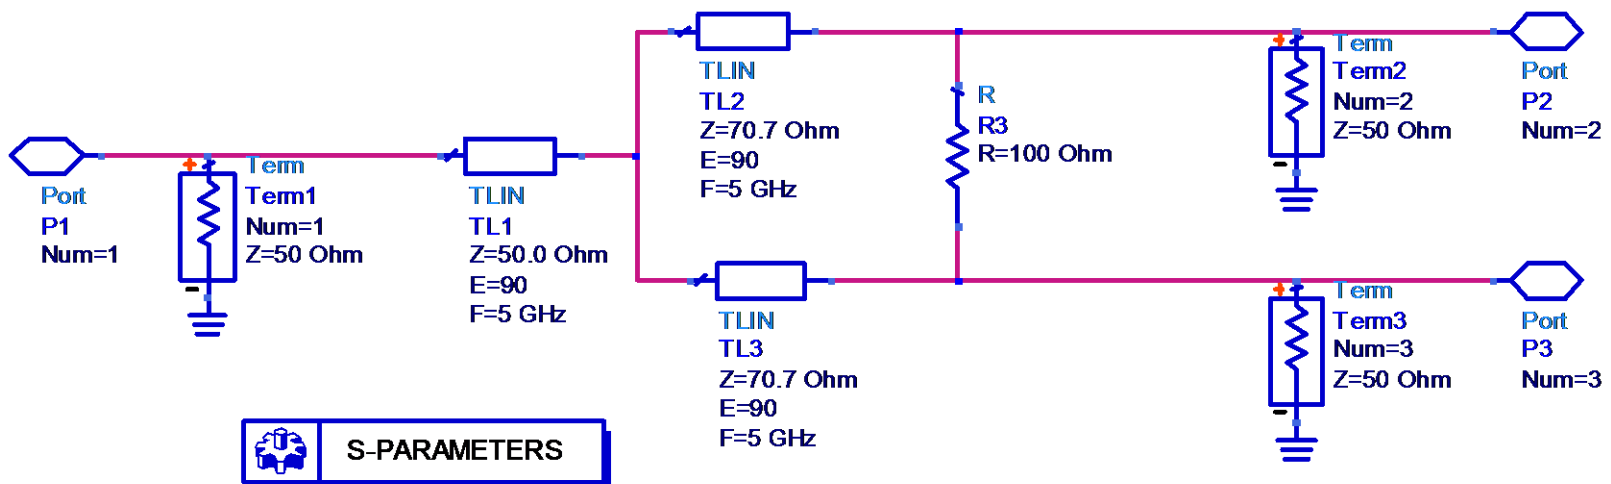 Port
P1
Num=1
+
Term
Term1
Num=1
Z=50 Ohm
-
TLIN
TL1
Z=50.0 Ohm
E=90
F=5 GHz
TLIN
TL2
Z=70.7 Ohm
E=90
F=5 GHz
R
R3
R=100 Ohm
+
Term
Term2
Num=2
Z=50 Ohm
-
Port
P2
Num=2
TLIN
TL3
Z=70.7 Ohm
E=90
F=5 GHz
+
Term
Term3
Num=3
Z=50 Ohm
-
Port
P3
Num=3
S-PARAMETERS